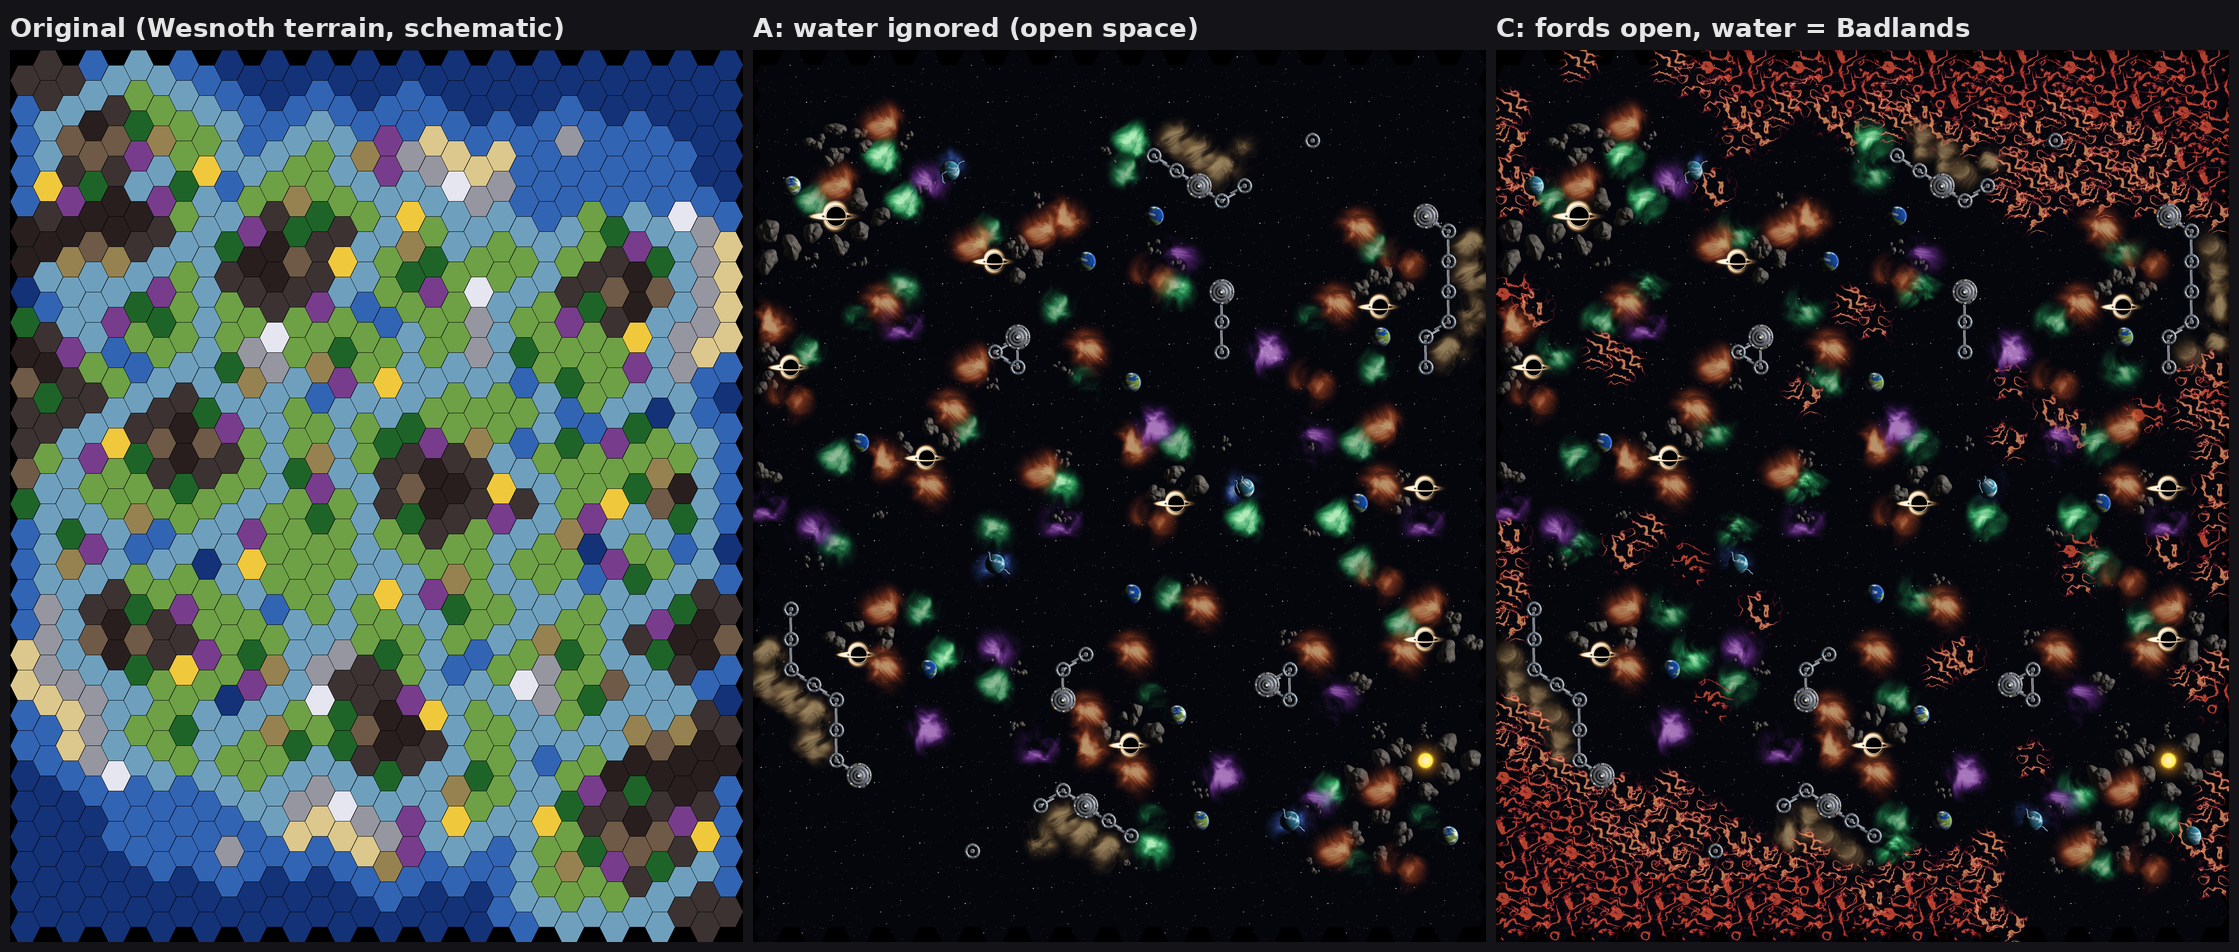 Original (Wesnoth terrain, schematic)
A: water ignored (open space)
C: fords open, water = Badlands